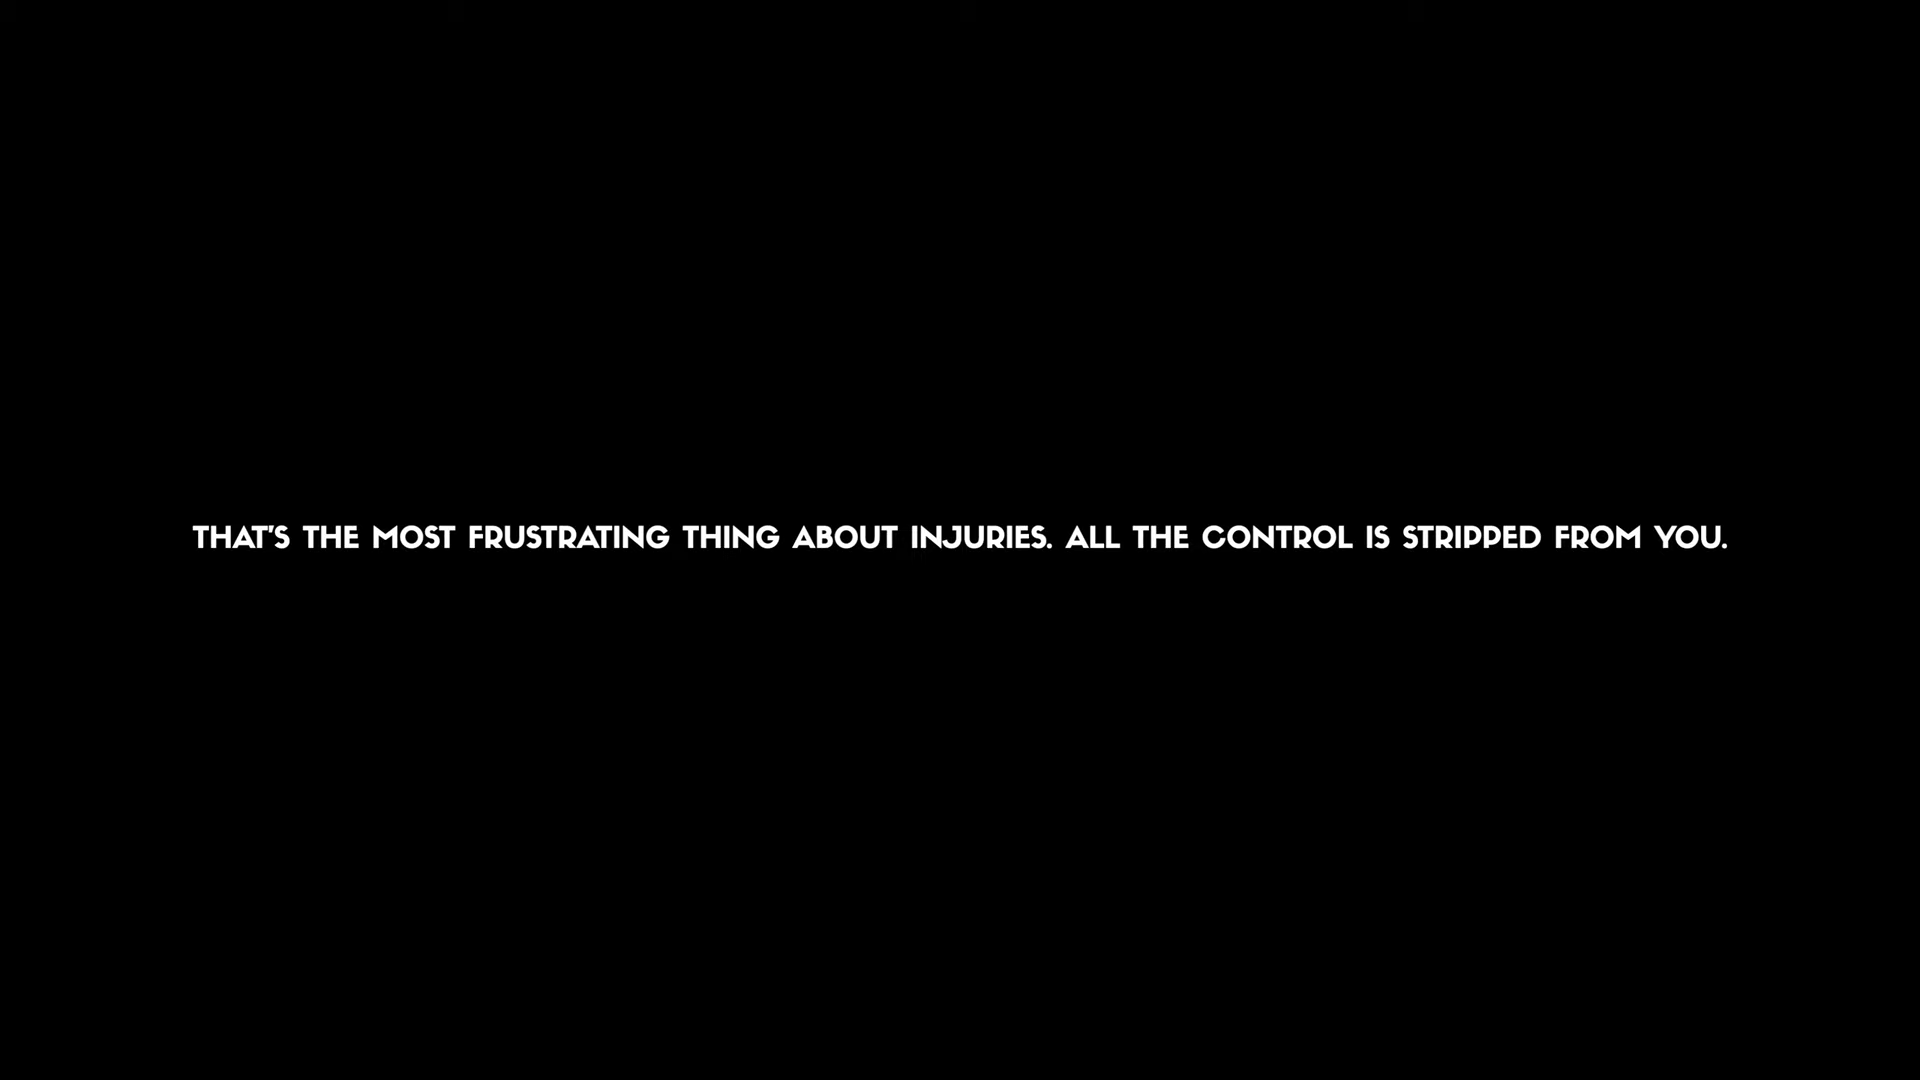 THAT'S THE MOST FRUSTRATING THING ABOUT INJURIES. ALL THE CONTROL IS STRIPPED FROM YOU.